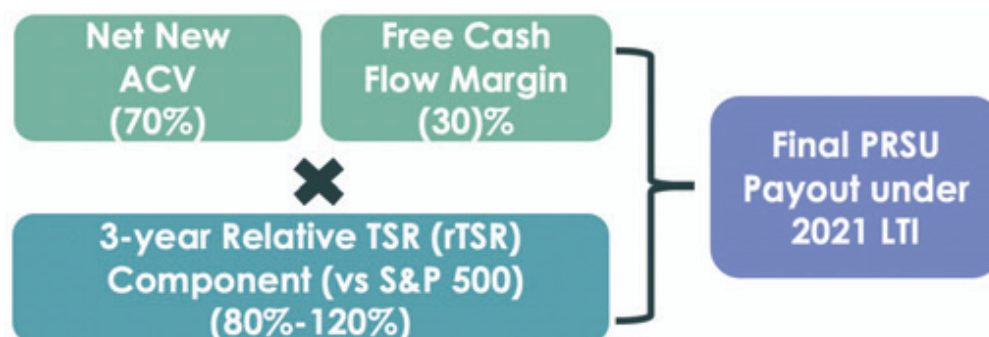 Net New
ACV
(70%)
Free Cash
Flow Margin
(30)%
3-year Relative TSR (rTSR)
Component (vs S&P 500)
(80%-120%)
Final PRSU
Payout under
2021 LTI